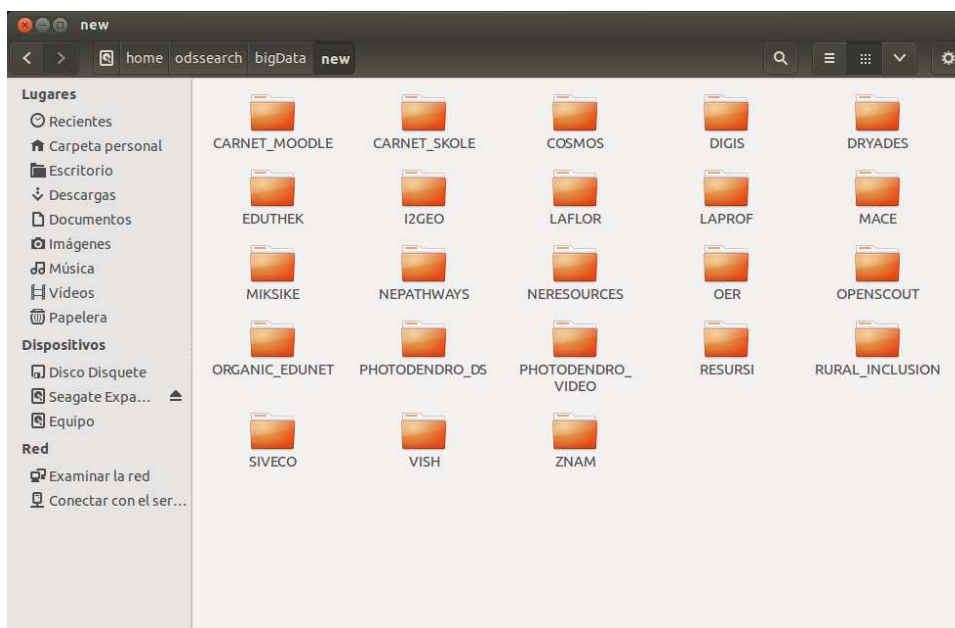 new
home odssearch bigData new
Lugares
Recientes
Carpeta personal
Escritorio
Descargas
Documentos
Imágenes
Música
Vídeos
Papelera
Dispositivos
Disco Disquete
Seagate Expa...
Equipo
Red
Examinar la red
Conectar con el ser...
CARNET_MOODLE CARNET_SKOLE COSMOS DIGIS DRYADES
EDUTHEK I2GEO LAFLOR LAPROF MACE
MIKSIKE NEPATHWAYS NERESOURCES OER OPENSCOUT
ORGANIC_EDUNET PHOTODENDRO_DS PHOTODENDRO_ RESURSI RURAL_INCLUSION
VIDEO
SIVECO VISH ZNAM